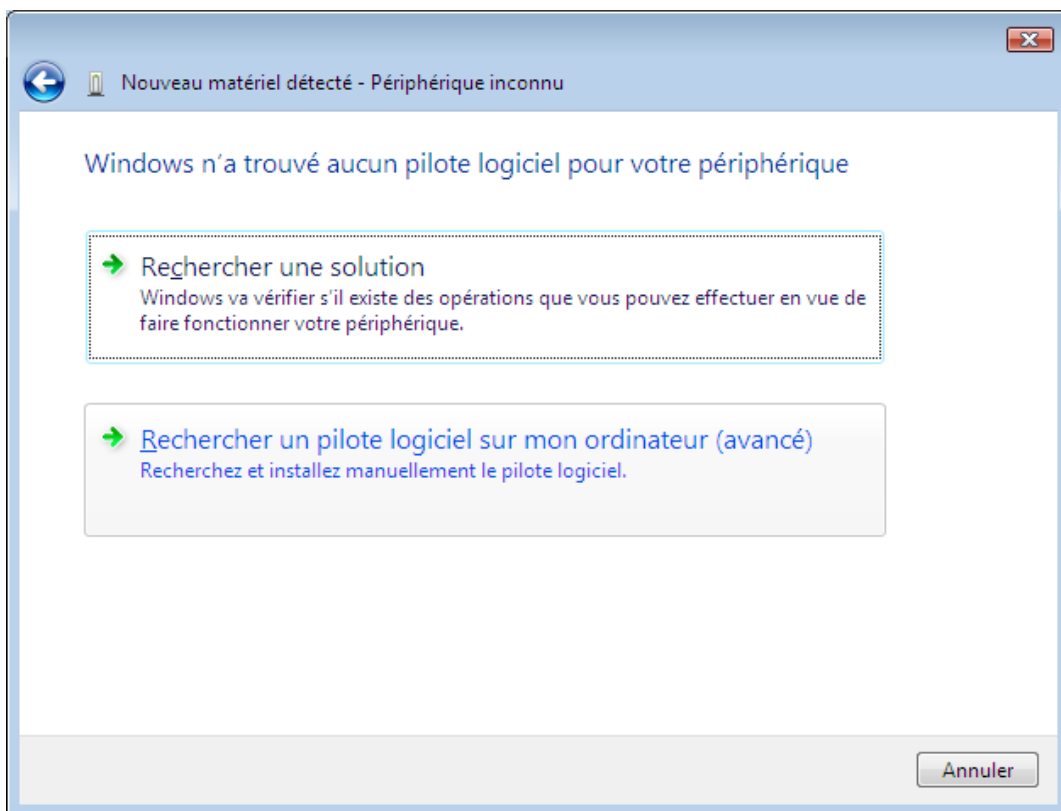 Nouveau matériel détecté - Périphérique inconnu
Windows n'a trouvé aucun pilote logiciel pour votre périphérique
Rechercher une solution
Windows va vérifier s'il existe des opérations que vous pouvez effectuer en vue de
faire fonctionner votre périphérique.
Rechercher un pilote logiciel sur mon ordinateur (avancé)
Recherchez et installez manuellement le pilote logiciel.
Annuler